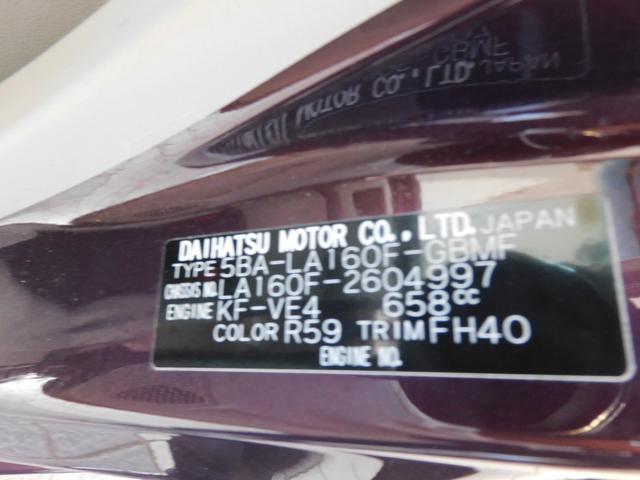 DAIHATSU MOTOR CO., LTD. JAPAN
TYPE 5BA-LA160F-GBMF
CHASSIS NO. LA160F-2604997
ENGINE KF-VE4 658cc
COLOR R59 TRIM FH40
ENGINE NO.